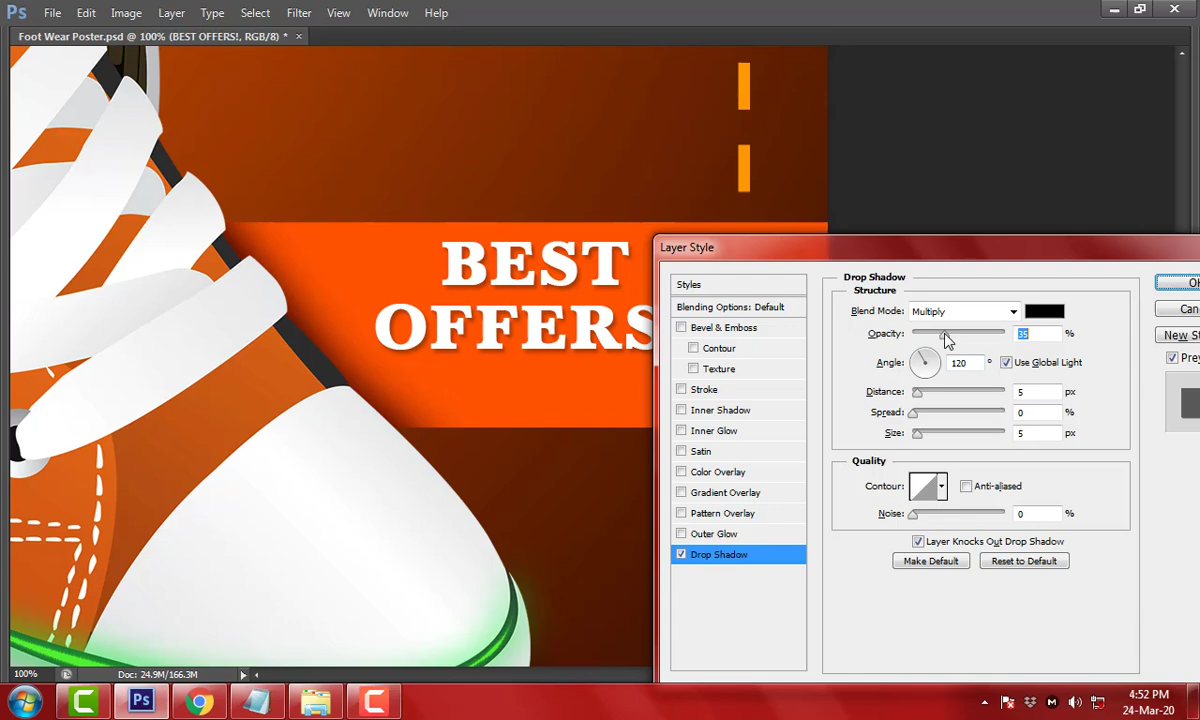 Ps File Edit Image Layer Type Select Filter View Window Help
Foot Wear Poster.psd @ 100% (BEST OFFERS!, RGB/8) * ×
BEST
OFFERS
Layer Style
Styles
Blending Options: Default
Bevel & Emboss
Contour
Texture
Stroke
Inner Shadow
Inner Glow
Satin
Color Overlay
Gradient Overlay
Pattern Overlay
Outer Glow
Drop Shadow
Drop Shadow
Structure
Blend Mode: Multiply
Opacity: 35 %
Angle: 120 ° Use Global Light
Distance: 5 px
Spread: 0 %
Size: 5 px
Quality
Contour: Anti-aliased
Noise: 0 %
Layer Knocks Out Drop Shadow
Make Default Reset to Default
Can
New St
Prev
100% Doc: 24.9M/166.3M
Ps
4:52 PM
24-Mar-20